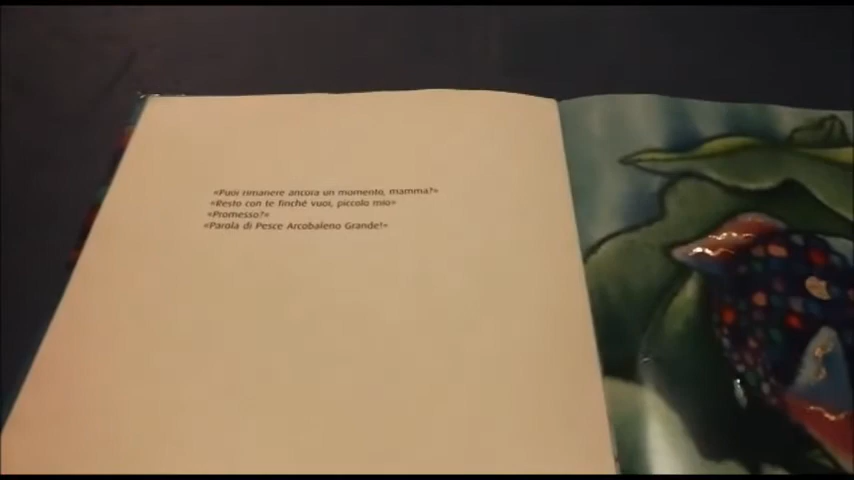 «Puoi rimanere ancora un momento, mamma?»
«Resto con te finché vuoi, piccolo mio»
«Promesso?»
«Parola di Pesce Arcobaleno Grande!»